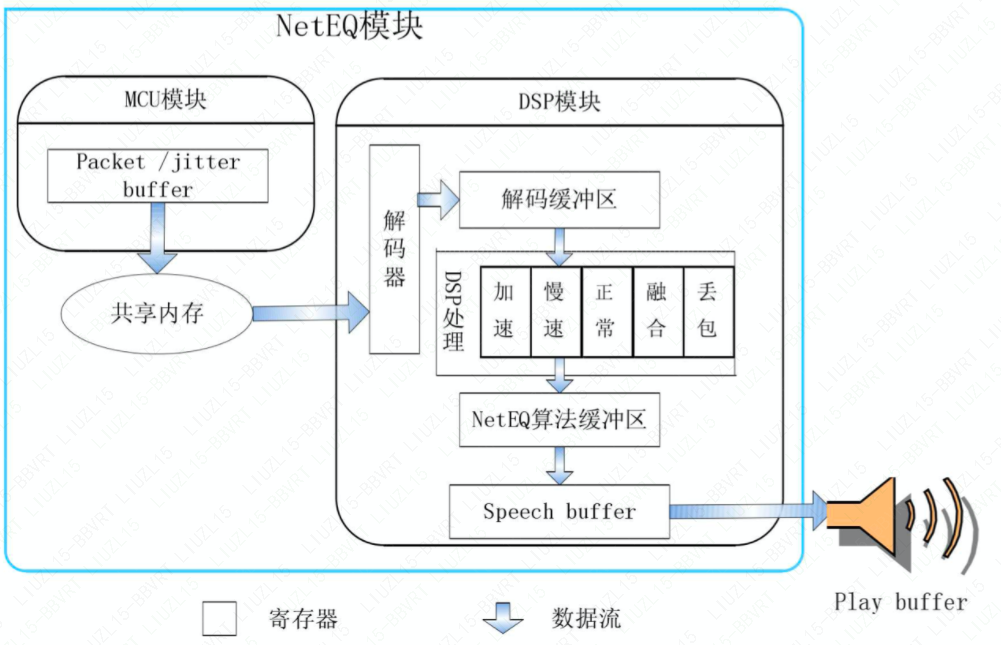 NetEQ模块
MCU模块
Packet /jitter
buffer
共享内存
DSP模块
解码器
解码缓冲区
DSP处理
加速
慢速
正常
融合
丢包
NetEQ算法缓冲区
Speech buffer
Play buffer
寄存器
数据流